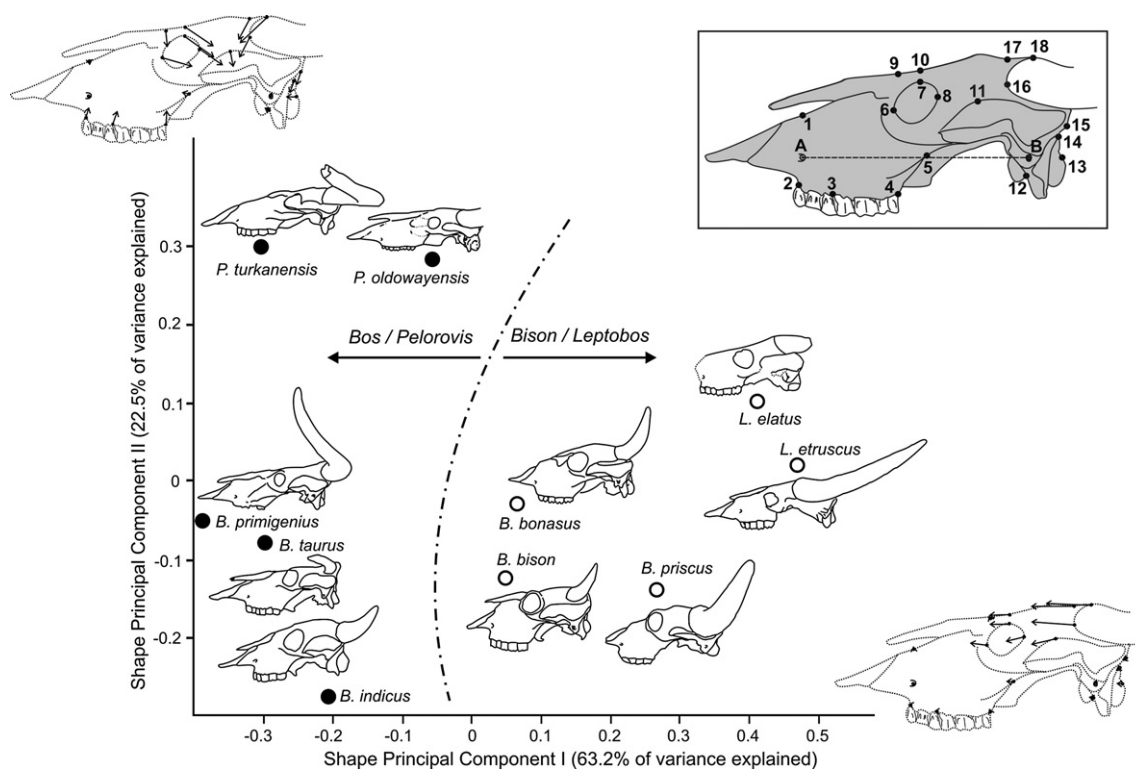 17 18
10
9
7
16
8
11
6
1
15
14
A
B
5
13
12
2
3
4
Shape Principal Component II (22.5% of variance explained)
0.3
0.2
0.1
0
-0.1
-0.2
P. turkanensis
P. oldowayensis
Bos / Pelorovis
Bison / Leptobos
L. elatus
L. etruscus
B. primigenius
B. bonasus
B. taurus
B. bison
B. priscus
B. indicus
-0.3 -0.2 -0.1 0 0.1 0.2 0.3 0.4 0.5
Shape Principal Component I (63.2% of variance explained)